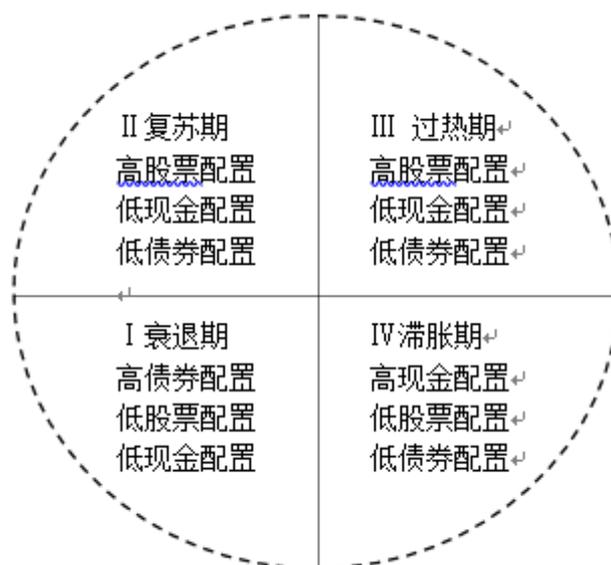 Ⅱ复苏期
高股票配置
低现金配置
低债券配置
Ⅲ 过热期
高股票配置
低现金配置
低债券配置
Ⅰ衰退期
高债券配置
低股票配置
低现金配置
Ⅳ滞胀期
高现金配置
低股票配置
低债券配置